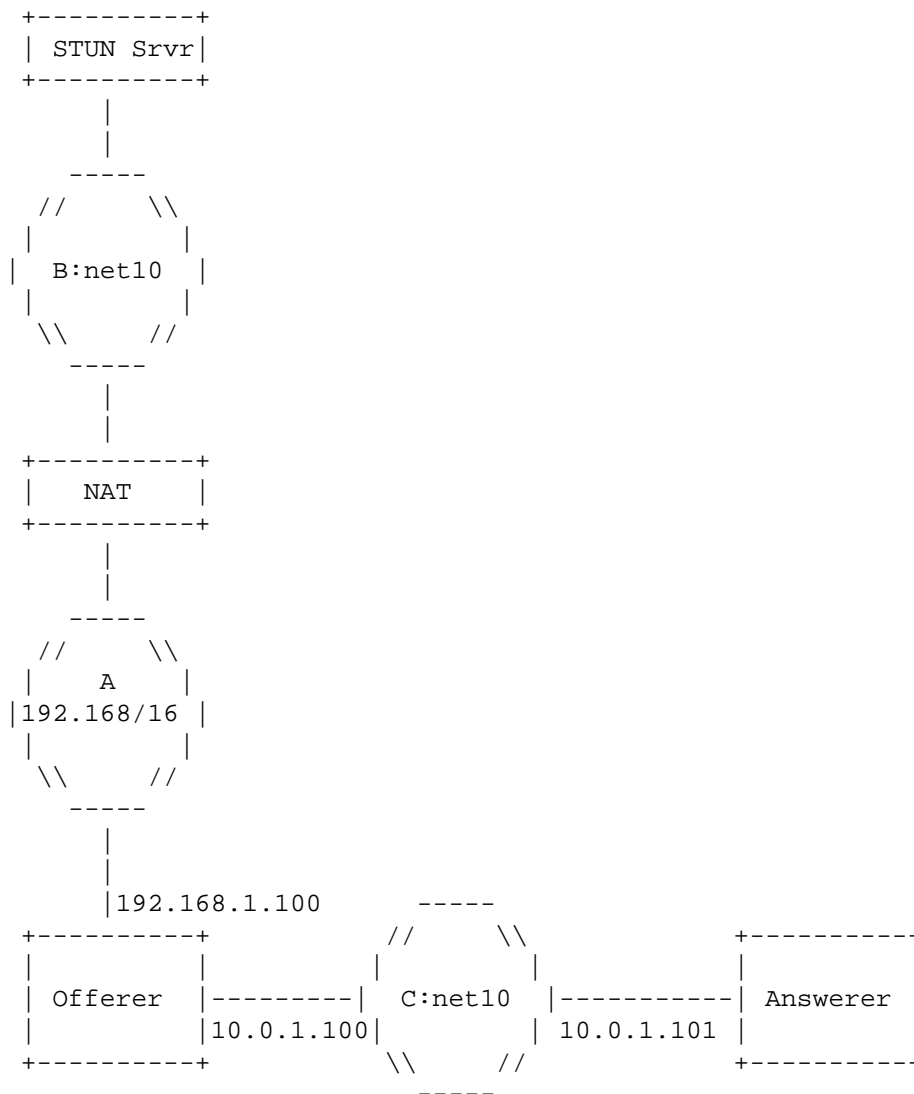 STUN Srvr
B:net10
NAT
A
192.168/16
192.168.1.100
Offerer
C:net10
Answerer
10.0.1.100
10.0.1.101